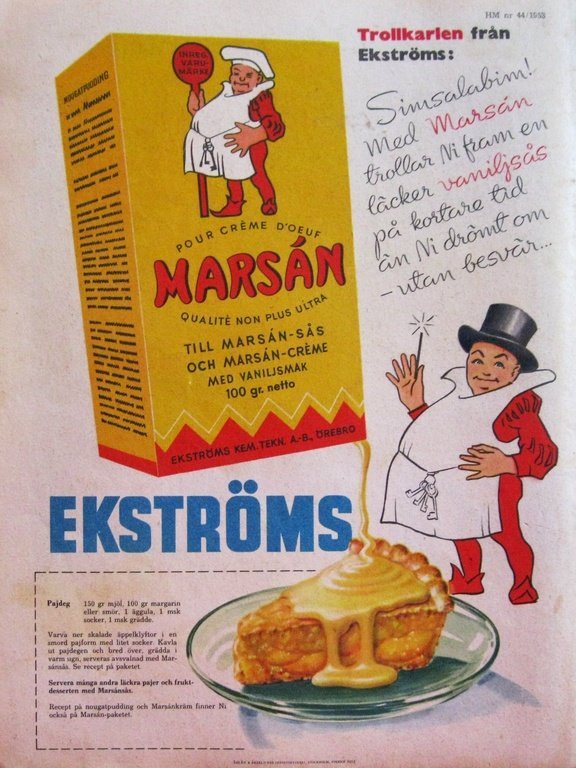 HM nr 44/1953
Trollkarlen från
Ekströms:
Simsalabim!
Med Marsán
trollar Ni fram en
läcker vaniljsås
på kortare tid
än Ni drömt om
– utan besvär...
INREG.
VARU-
MÄRKE
NOUGATPUDDING
POUR CRÈME D'OEUF
MARSÁN
QUALITÉ NON PLUS ULTRA
TILL MARSÁN-SÅS
OCH MARSÁN-CRÈME
MED VANILJSMAK
100 gr. netto
EKSTRÖMS KEM. TEKN. A.-B., ÖREBRO
EKSTRÖMS
Pajdeg 150 gr mjöl, 100 gr margarin
eller smör, 1 äggula, 1 msk
socker, 1 msk grädde.
Varva ner skalade äppelklyftor i en
smord pajform med litet socker. Kavla
ut pajdegen och bred över, grädda i
varm ugn, serveras avsvalnad med Mar-
sánsås. Se recept på paketet.
Servera många andra läckra pajer och frukt-
desserten med Marsánsås.
Recept på nougatpudding och Marsánkräm finner Ni
också på Marsán-paketet.